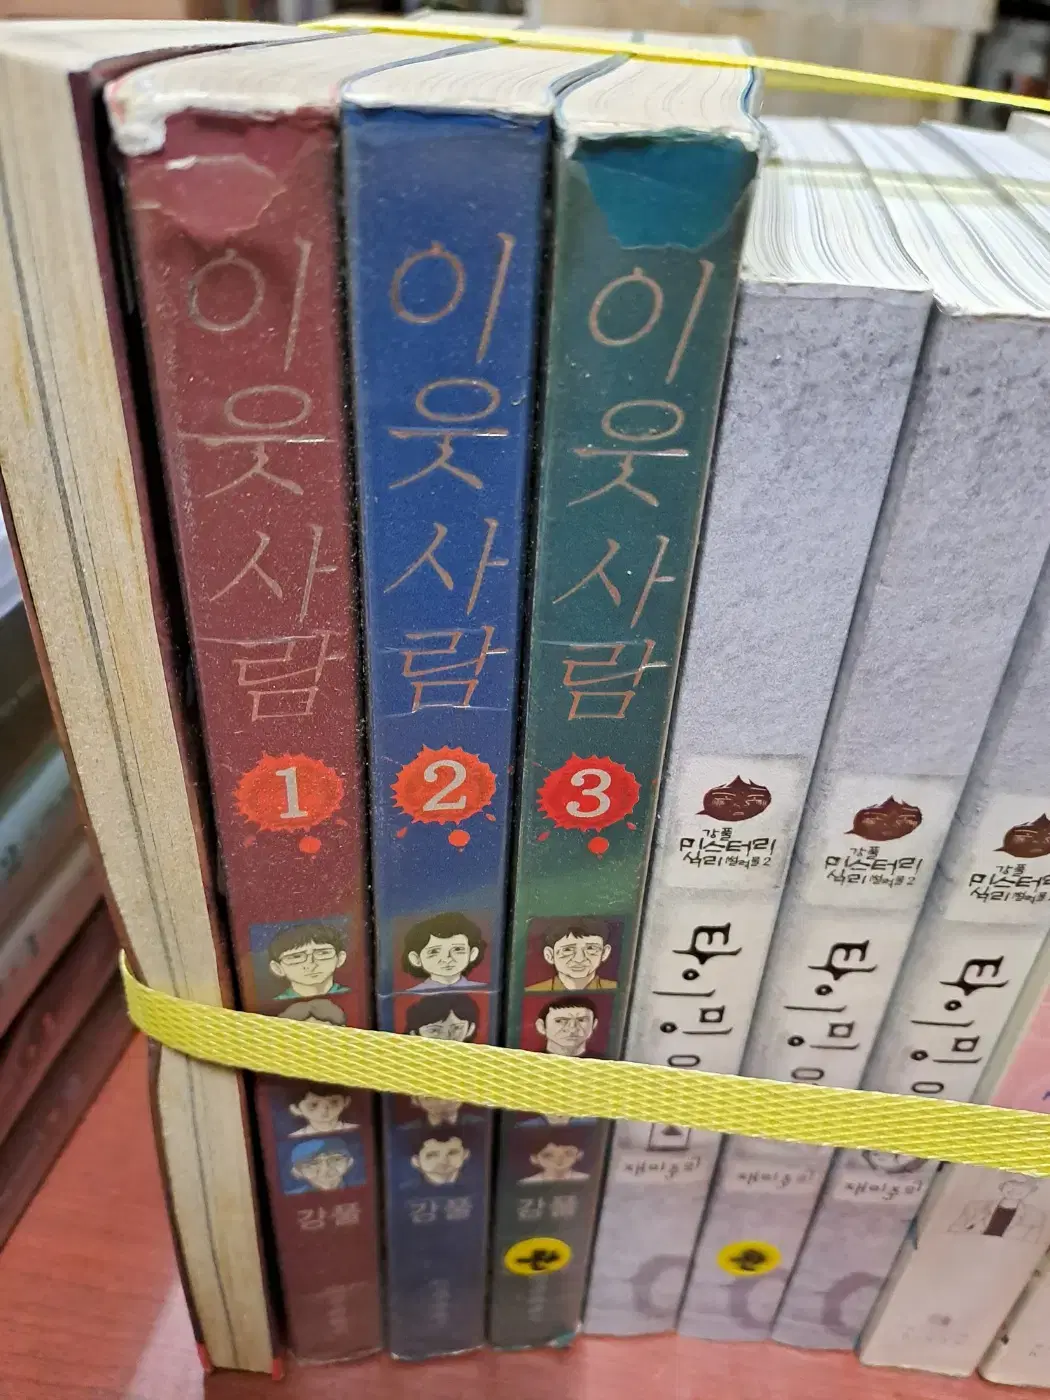 이웃사람
1
강풀
이웃사람
2
강풀
이웃사람
3
강풀
완
강풀
미스터리
심리썰렁물2
타이밍
재미주의
강풀
미스터리
심리썰렁물2
타이밍
재미주의
완
강풀
미스터리
심리썰렁물
타이밍
재미주의